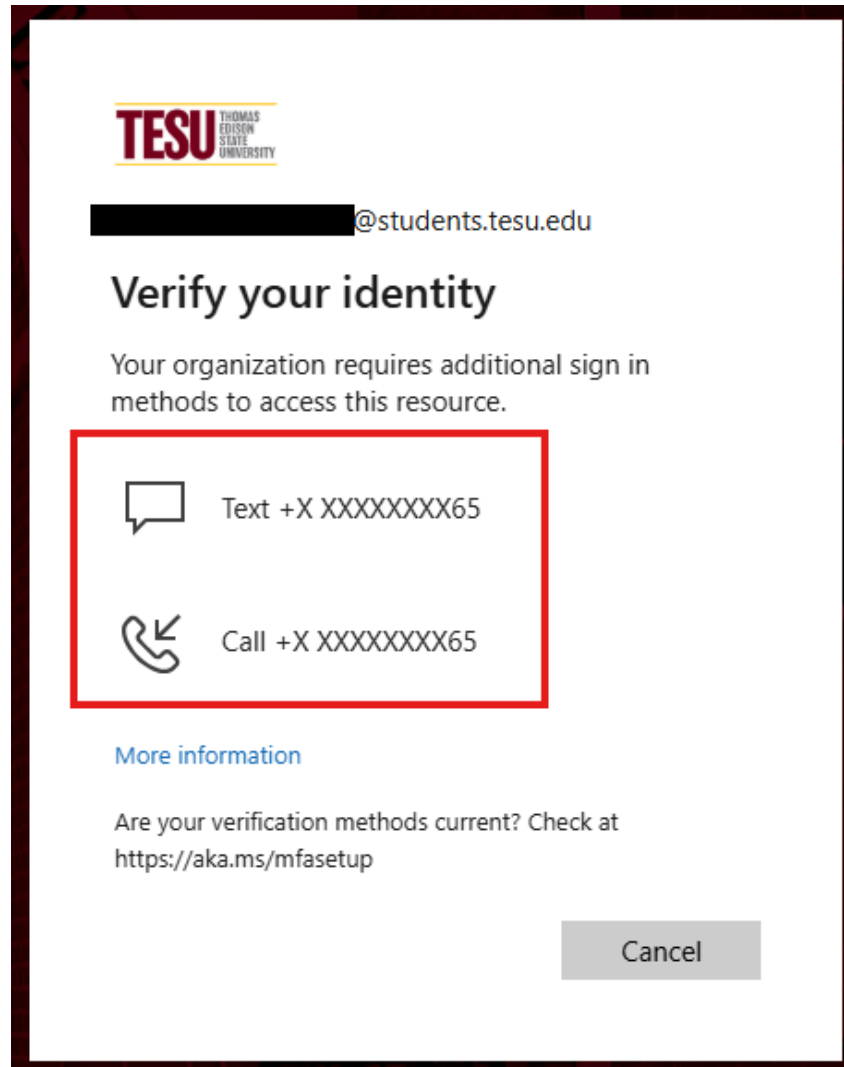 TESU THOMAS
EDISON
STATE
UNIVERSITY
@students.tesu.edu
Verify your identity
Your organization requires additional sign in
methods to access this resource.
Text +X XXXXXXXX65
Call +X XXXXXXXX65
More information
Are your verification methods current? Check at
https://aka.ms/mfasetup
Cancel